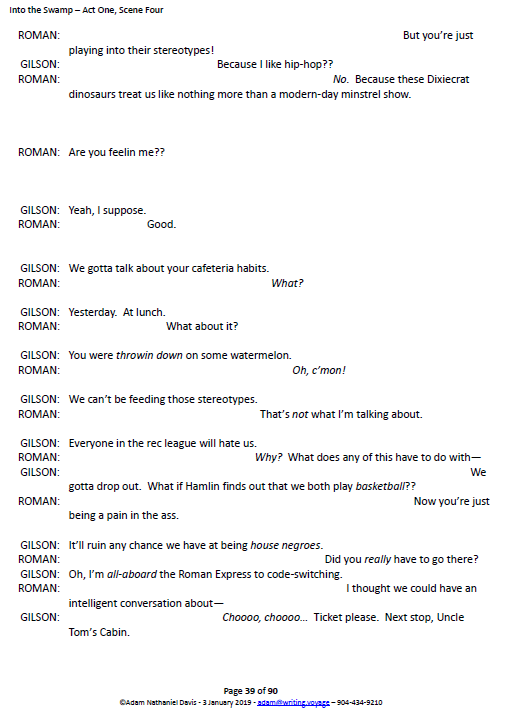 Into the Swamp – Act One, Scene Four
ROMAN: But you're just
playing into their stereotypes!
GILSON: Because I like hip-hop??
ROMAN: No. Because these Dixiecrat
dinosaurs treat us like nothing more than a modern-day minstrel show.
ROMAN: Are you feelin me??
GILSON: Yeah, I suppose.
ROMAN: Good.
GILSON: We gotta talk about your cafeteria habits.
ROMAN: What?
GILSON: Yesterday. At lunch.
ROMAN: What about it?
GILSON: You were throwin down on some watermelon.
ROMAN: Oh, c'mon!
GILSON: We can't be feeding those stereotypes.
ROMAN: That's not what I'm talking about.
GILSON: Everyone in the rec league will hate us.
ROMAN: Why? What does any of this have to do with—
GILSON: We
gotta drop out. What if Hamlin finds out that we both play basketball??
ROMAN: Now you're just
being a pain in the ass.
GILSON: It'll ruin any chance we have at being house negroes.
ROMAN: Did you really have to go there?
GILSON: Oh, I'm all-aboard the Roman Express to code-switching.
ROMAN: I thought we could have an
intelligent conversation about—
GILSON: Choooo, choooo... Ticket please. Next stop, Uncle
Tom's Cabin.
Page 39 of 90
©Adam Nathaniel Davis - 3 January 2019 - adam@writing.voyage – 904-434-9210